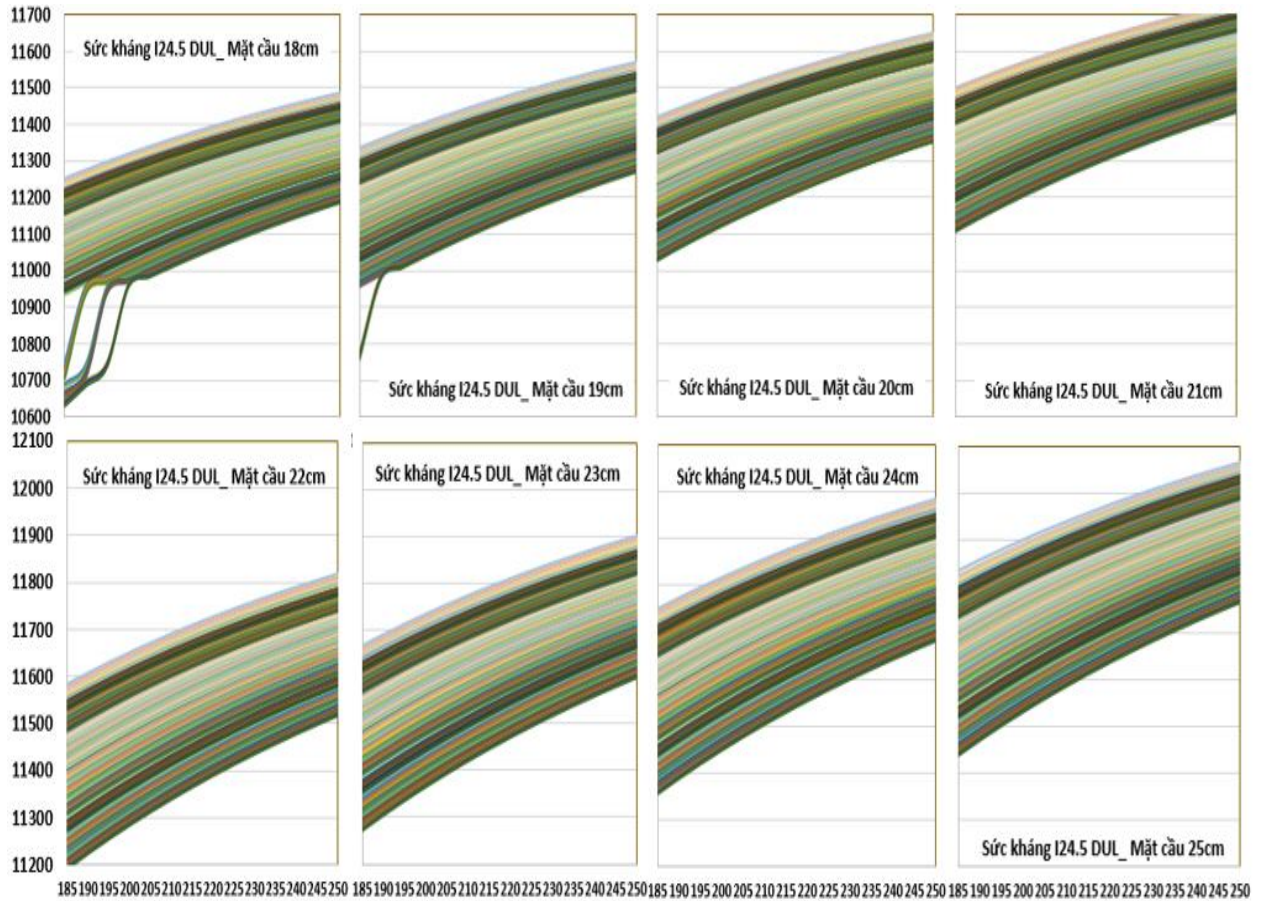 11700
11600
11500
11400
11300
11200
11100
11000
10900
10800
10700
10600
Sức kháng I24.5 DUL_ Mặt cầu 18cm
Sức kháng I24.5 DUL_ Mặt cầu 19cm
Sức kháng I24.5 DUL_ Mặt cầu 20cm
Sức kháng I24.5 DUL_ Mặt cầu 21cm
12100
12000
11900
11800
11700
11600
11500
11400
11300
11200
Sức kháng I24.5 DUL_ Mặt cầu 22cm
Sức kháng I24.5 DUL_ Mặt cầu 23cm
Sức kháng I24.5 DUL_ Mặt cầu 24cm
Sức kháng I24.5 DUL_ Mặt cầu 25cm
185 190 195 200 205 210 215 220 225 230 235 240 245 250
185 190 195 200 205 210 215 220 225 230 235 240 245 250
185 190 195 200 205 210 215 220 225 230 235 240 245 250
185 190 195 200 205 210 215 220 225 230 235 240 245 250